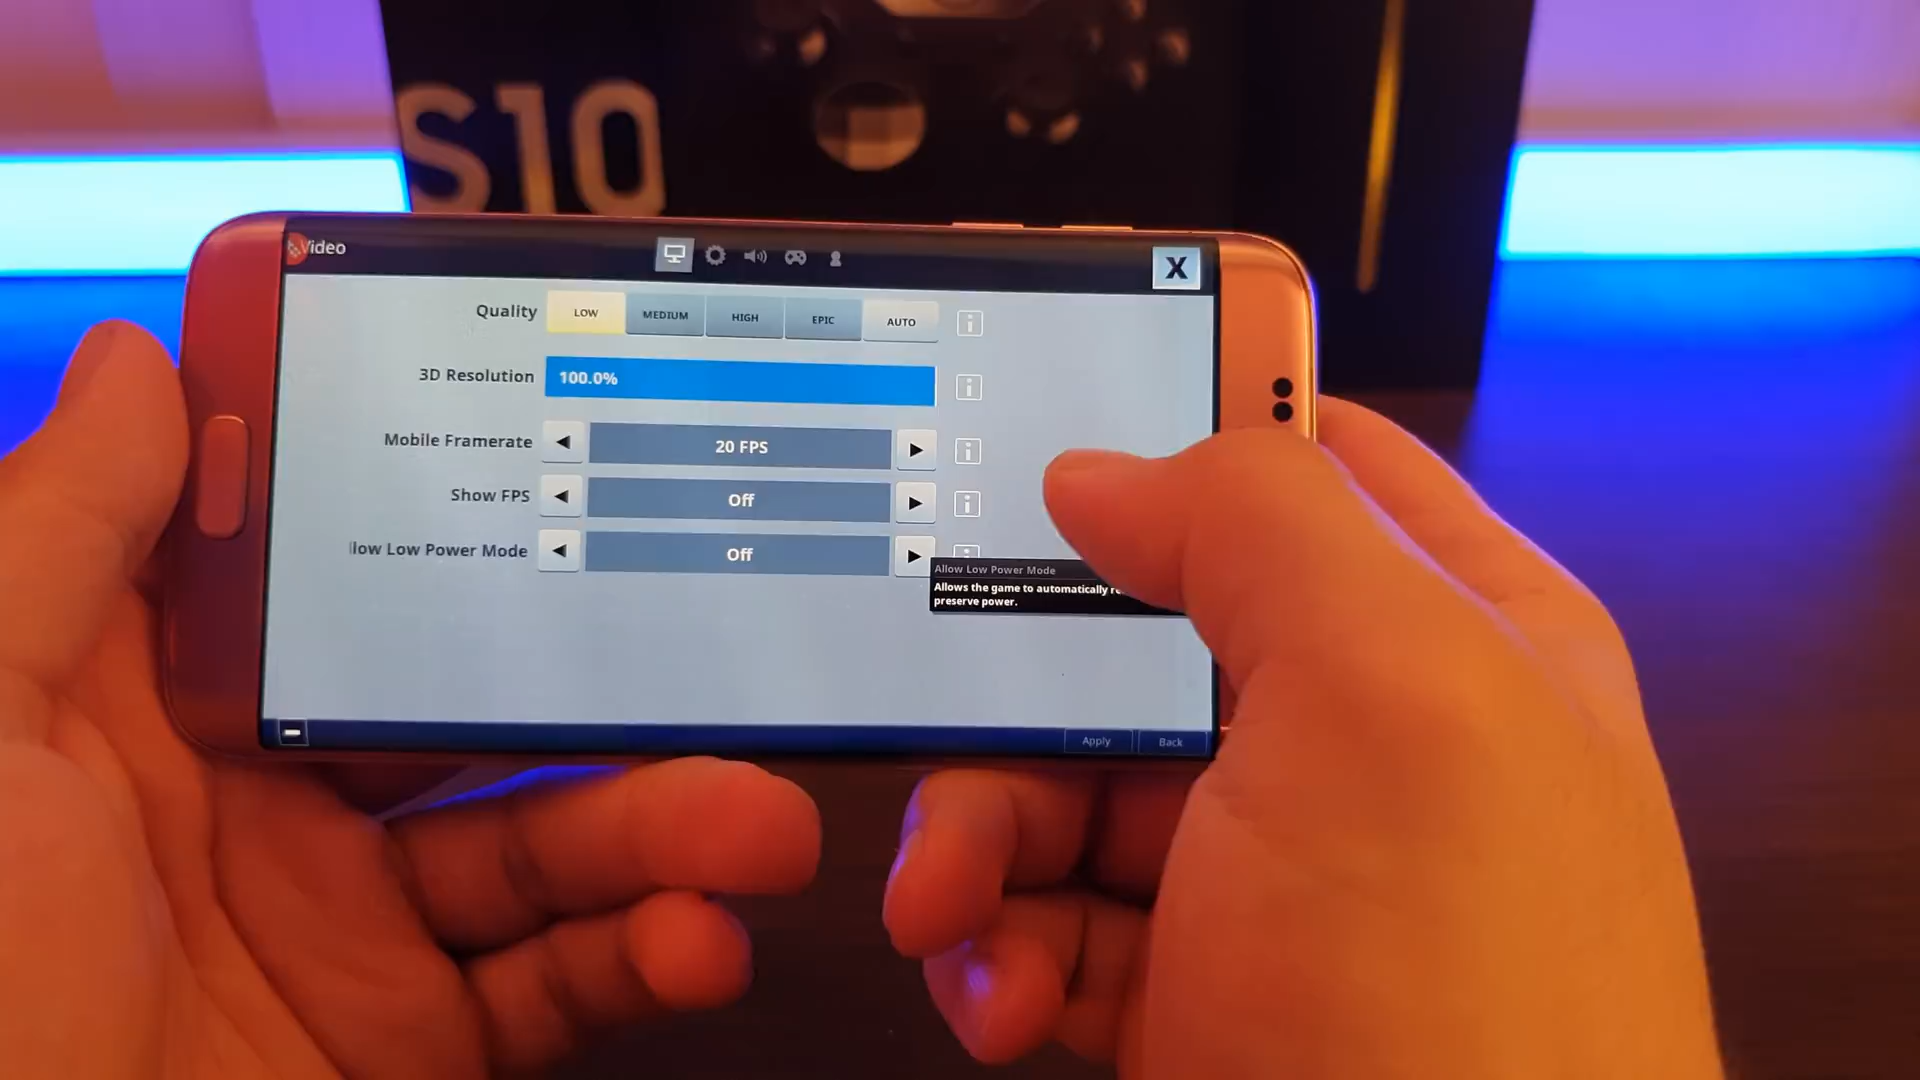 S10
Video
X
Quality LOW MEDIUM HIGH EPIC AUTO
3D Resolution 100.0%
Mobile Framerate 20 FPS
Show FPS Off
llow Low Power Mode Off
Allow Low Power Mode
Allows the game to automatically
preserve power.
Apply Back